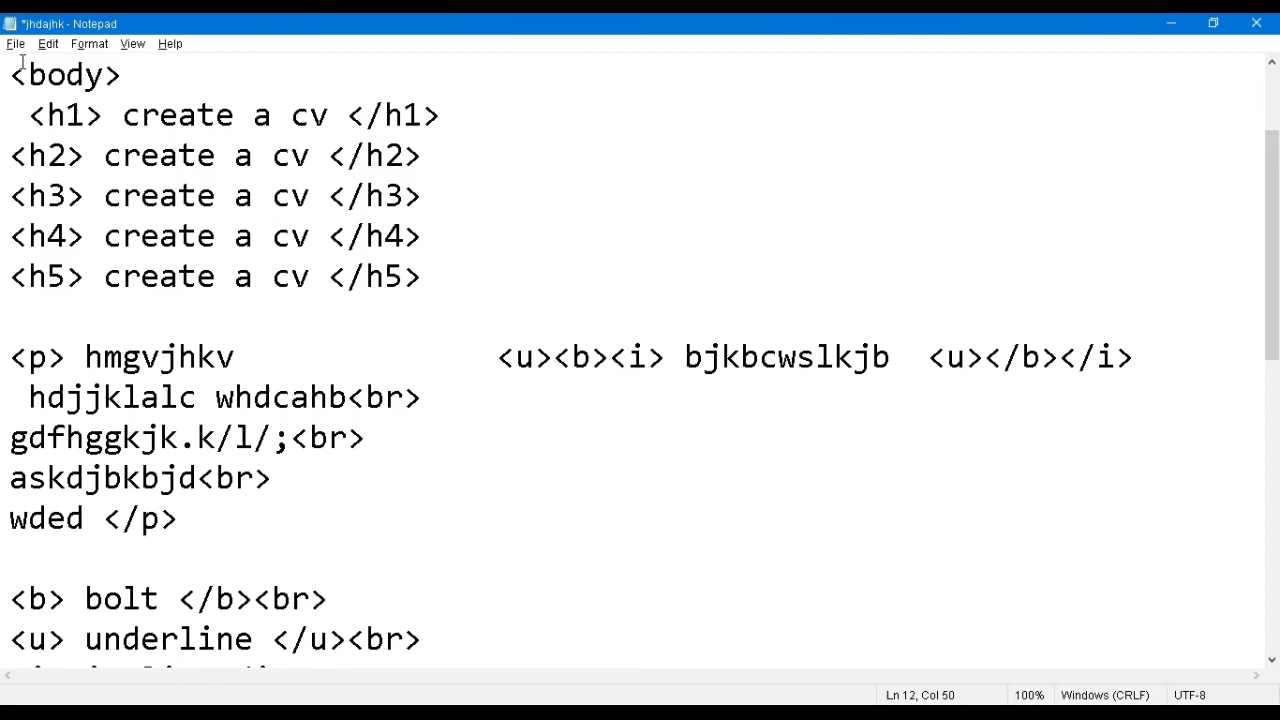 *jhdajhk - Notepad
File Edit Format View Help
<body>
<h1> create a cv </h1>
<h2> create a cv </h2>
<h3> create a cv </h3>
<h4> create a cv </h4>
<h5> create a cv </h5>
<p> hmgvjhkv <u><b><i> bjkbcwslkjb <u></b></i>
hdjjklalc whdcahb<br>
gdfhggkjk.k/l/;<br>
askdjbkbjd<br>
wded </p>
<b> bolt </b><br>
<u> underline </u><br>
Ln 12, Col 50 100% Windows (CRLF) UTF-8